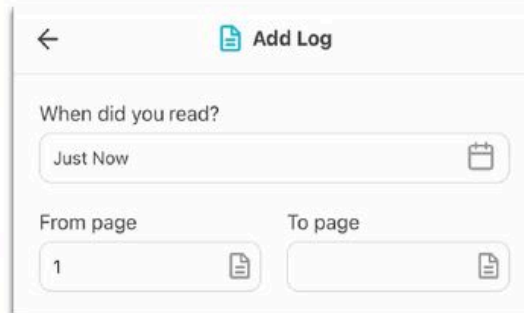 Add Log
When did you read?
Just Now
From page
To page
1